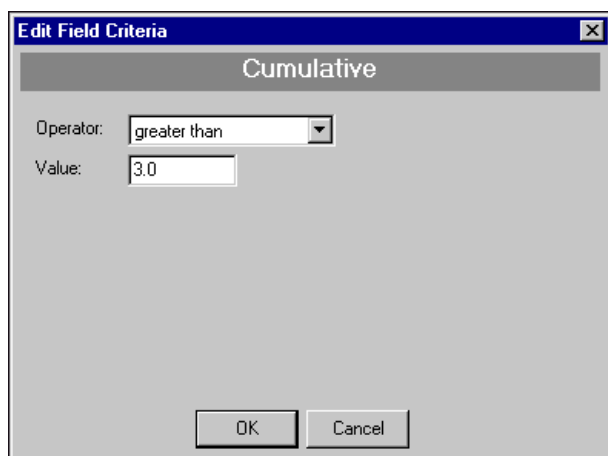 Edit Field Criteria
Cumulative
Operator: greater than
Value: 3.0
OK Cancel